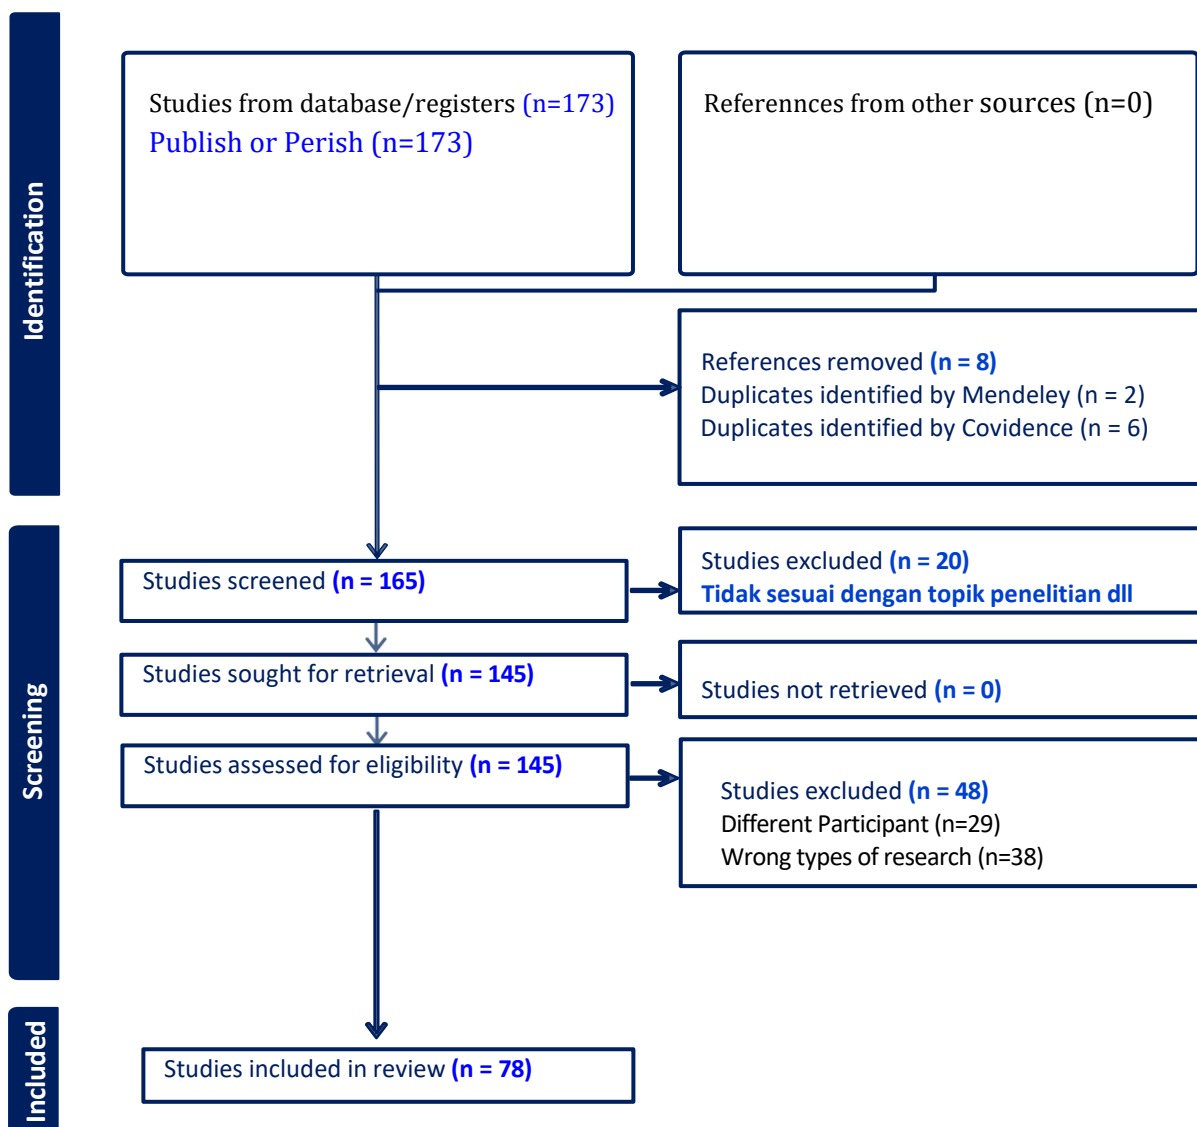 Identification
Studies from database/registers (n=173)
Publish or Perish (n=173)
Referennces from other sources (n=0)
References removed (n = 8)
Duplicates identified by Mendeley (n = 2)
Duplicates identified by Covidence (n = 6)
Screening
Studies screened (n = 165)
Studies excluded (n = 20)
Tidak sesuai dengan topik penelitian dll
Studies sought for retrieval (n = 145)
Studies not retrieved (n = 0)
Studies assessed for eligibility (n = 145)
Studies excluded (n = 48)
Different Participant (n=29)
Wrong types of research (n=38)
Included
Studies included in review (n = 78)